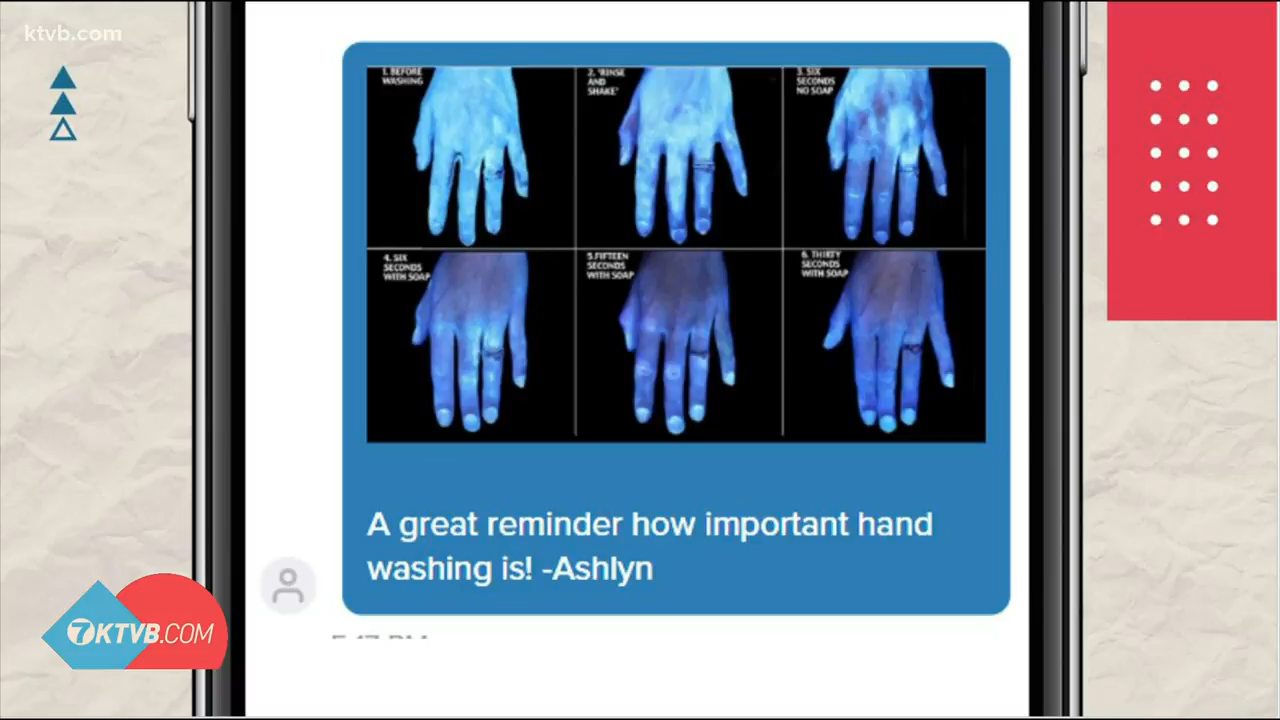 ktvb.com
1. BEFORE
WASHING
2. 'RINSE
AND
SHAKE'
3. SIX
SECONDS
NO SOAP
4. SIX
SECONDS
WITH SOAP
5.FIFTEEN
SECONDS
WITH SOAP
6. THIRTY
SECONDS
WITH SOAP
A great reminder how important hand
washing is! -Ashlyn
7KTVB.COM